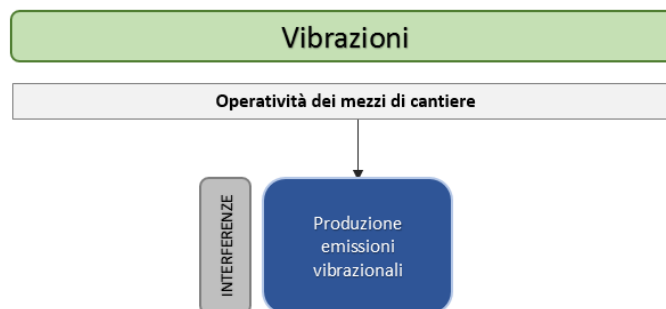 Vibrazioni
Operatività dei mezzi di cantiere
INTERFERENZE
Produzione
emissioni
vibrazionali